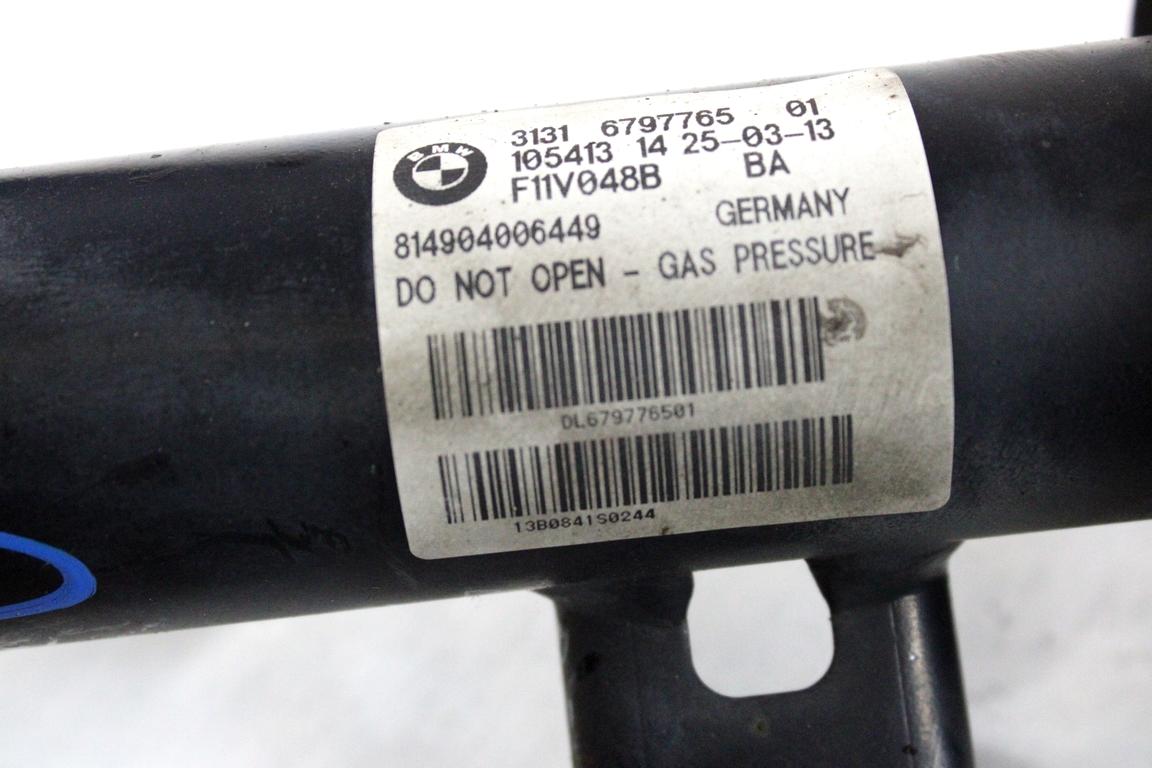 BMW
3131 6797765 01
105413 14 25-03-13
F11V048B BA
814904006449 GERMANY
DO NOT OPEN - GAS PRESSURE
DL679776501
13B0841S0244